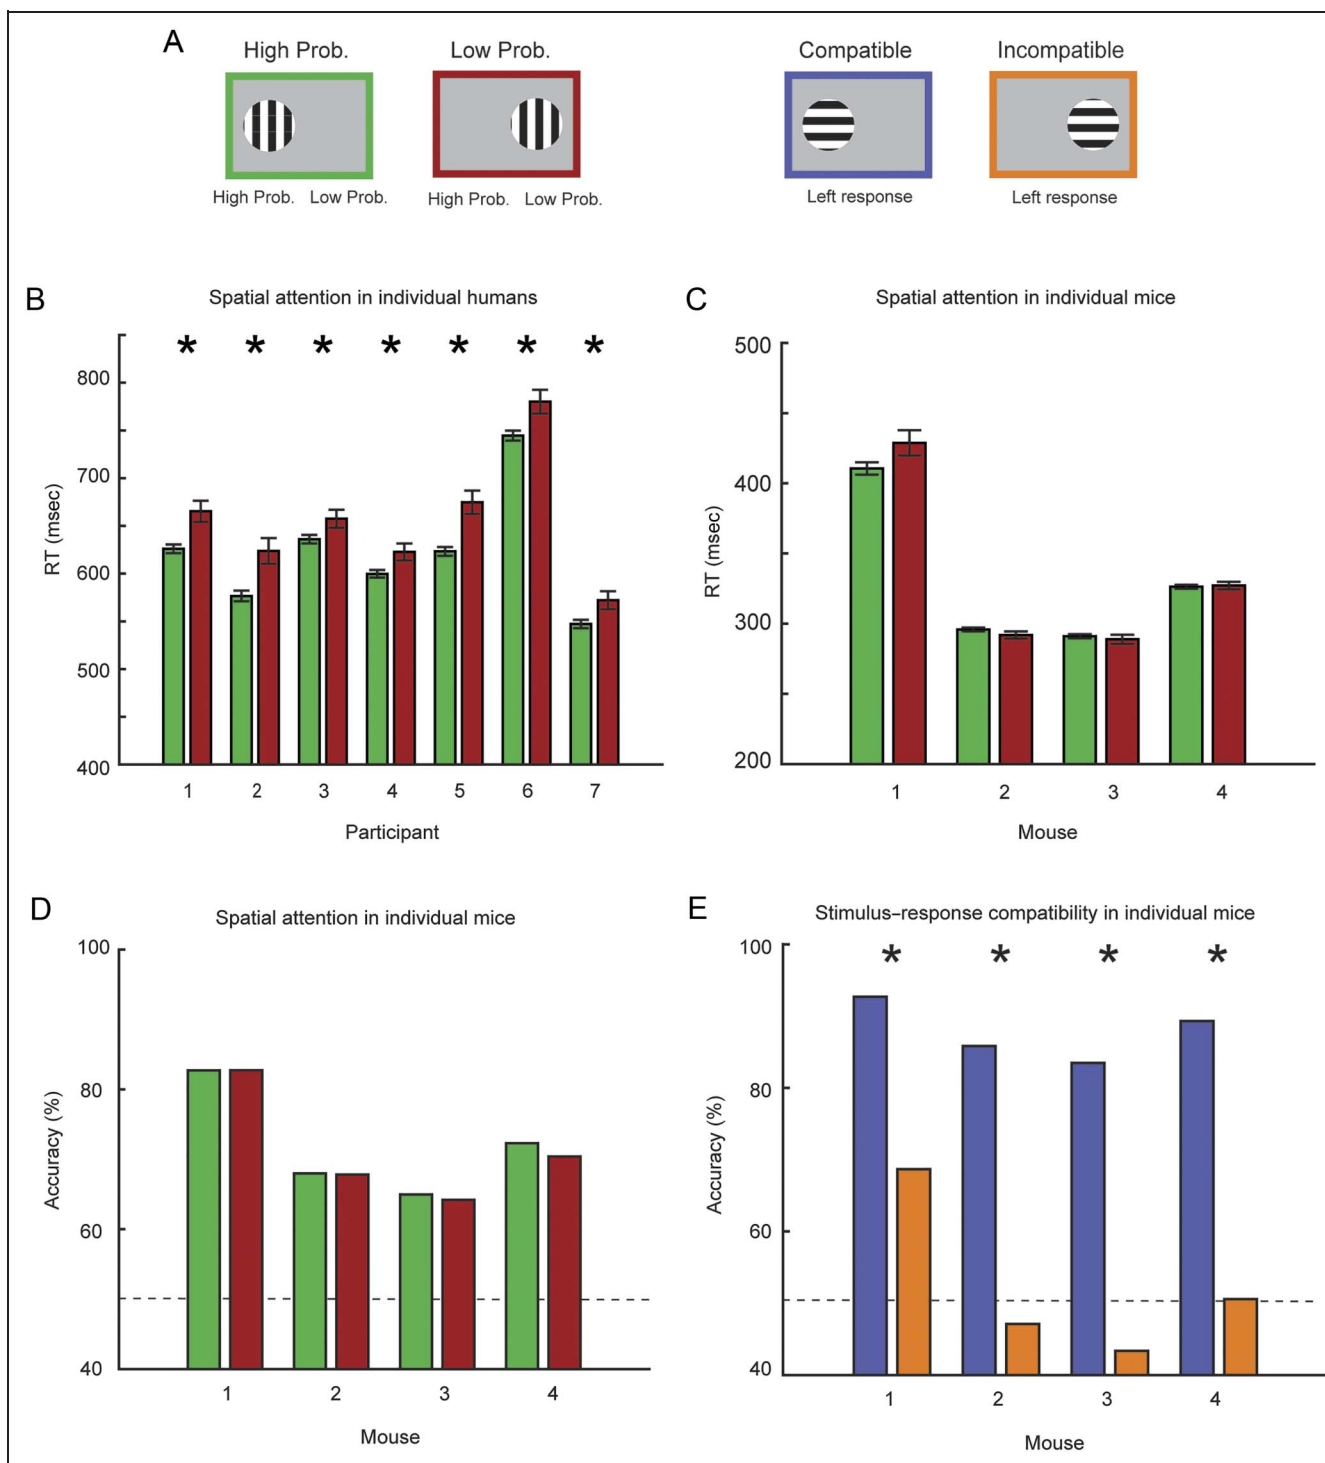 A
High Prob. Low Prob. Compatible Incompatible
High Prob. Low Prob. High Prob. Low Prob. Left response Left response
B Spatial attention in individual humans
* * * * * * *
800
700
600
500
400
RT (msec)
1 2 3 4 5 6 7
Participant
C Spatial attention in individual mice
500
400
300
200
RT (msec)
1 2 3 4
Mouse
D Spatial attention in individual mice
100
80
60
40
Accuracy (%)
1 2 3 4
Mouse
E Stimulus–response compatibility in individual mice
* * * *
100
80
60
40
Accuracy (%)
1 2 3 4
Mouse